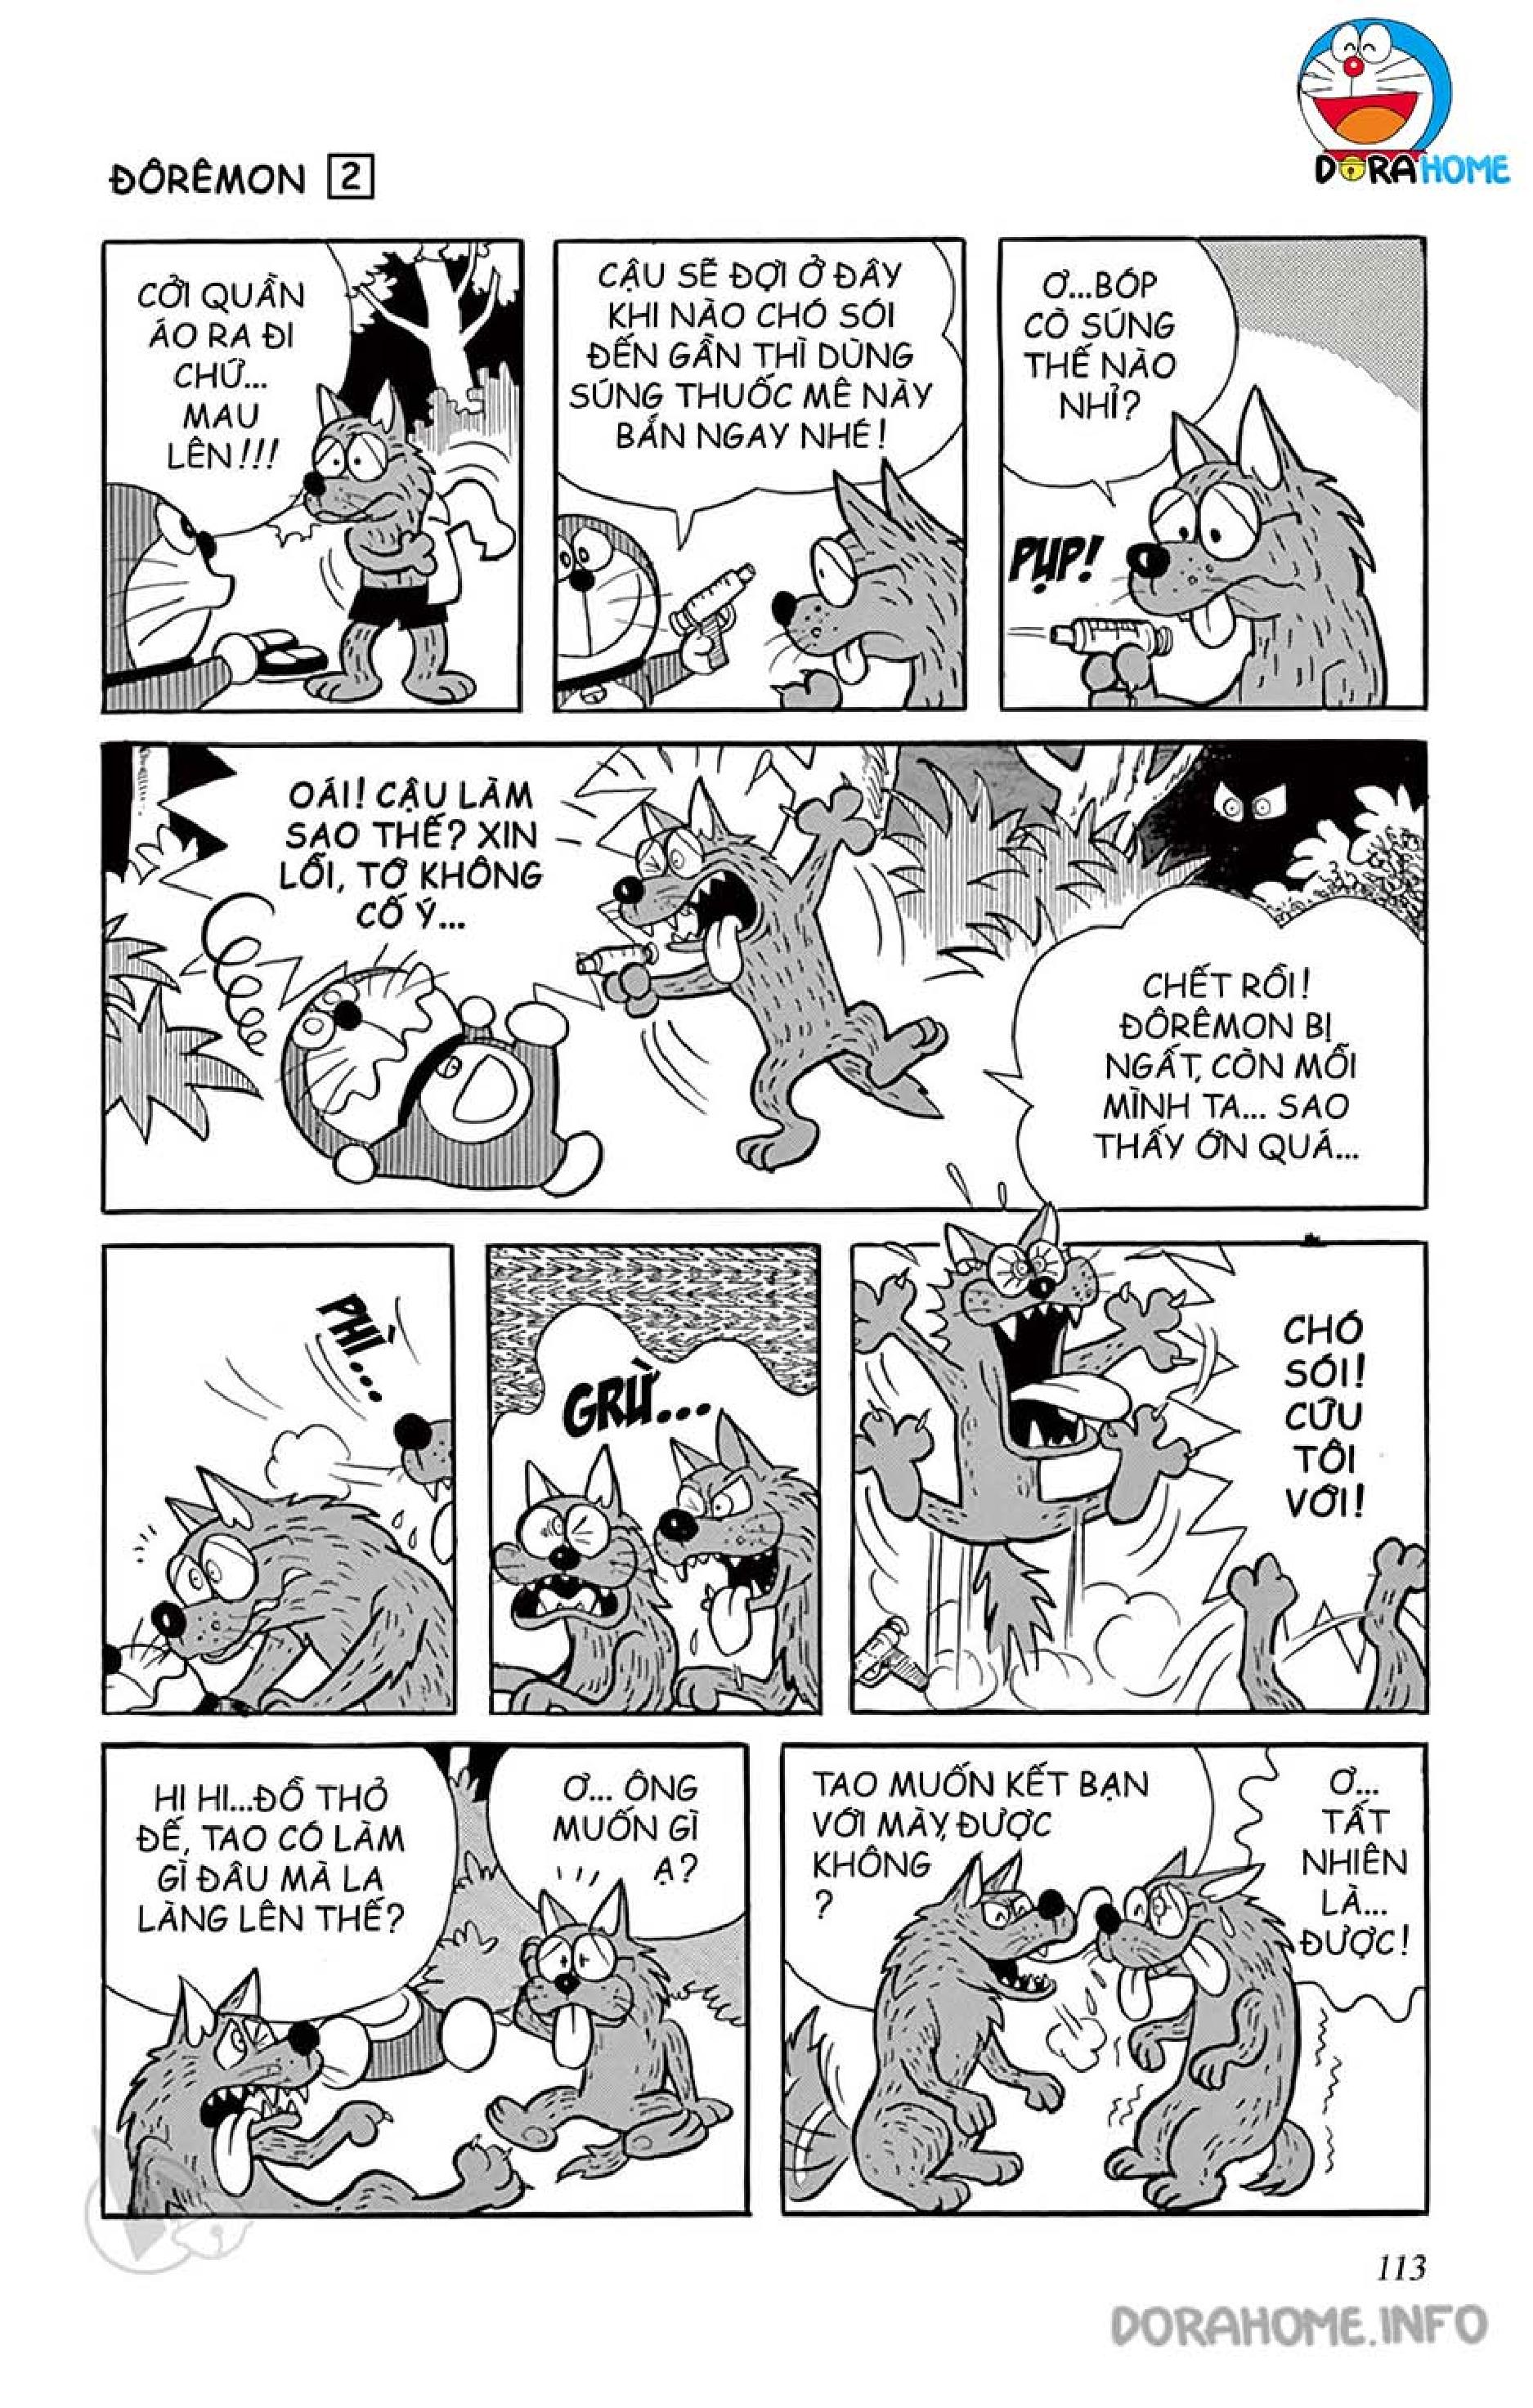 DORAHOME
ĐÔRÊMON 2
CỞI QUẦN
ÁO RA ĐI
CHỨ...
MAU
LÊN!!!
CẬU SẼ ĐỢI Ở ĐÂY
KHI NÀO CHÓ SÓI
ĐẾN GẦN THÌ DÙNG
SÚNG THUỐC MÊ NÀY
BẮN NGAY NHÉ!
Ơ...BÓP
CÒ SÚNG
THẾ NÀO
NHỈ?
PỤP!
OÁI! CẬU LÀM
SAO THẾ? XIN
LỖI, TỚ KHÔNG
CỐ Ý...
CHẾT RỒI!
ĐÔRÊMON BỊ
NGẤT, CÒN MỖI
MÌNH TA... SAO
THẤY ỚN QUÁ...
PHÌ...
GRỪ...
CHÓ
SÓI!
CỨU
TÔI
VỚI!
HI HI...ĐỒ THỎ
ĐẾ, TAO CÓ LÀM
GÌ ĐÂU MÀ LA
LÀNG LÊN THẾ?
Ơ... ÔNG
MUỐN GÌ
Ạ?
TAO MUỐN KẾT BẠN
VỚI MÀY, ĐƯỢC
KHÔNG
?
Ơ...
TẤT
NHIÊN
LÀ...
ĐƯỢC!
113
DORAHOME.INFO